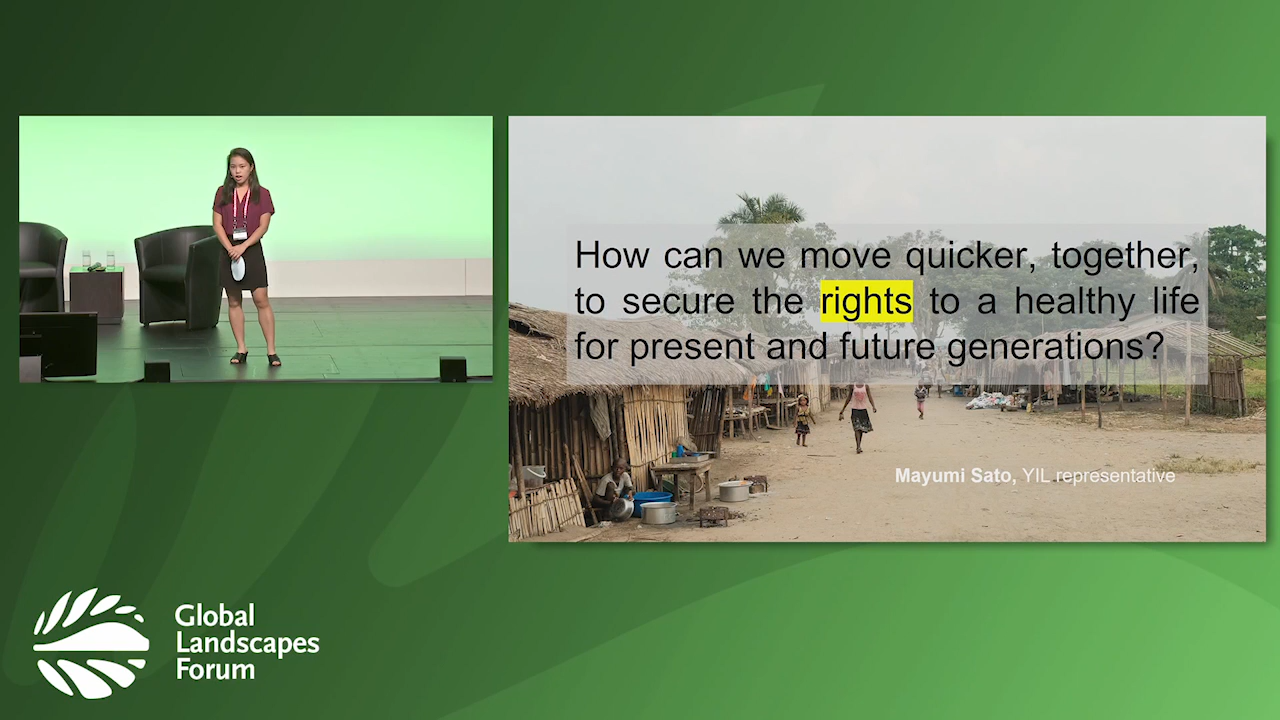 How can we move quicker, together,
to secure the rights to a healthy life
for present and future generations?
Mayumi Sato, YIL representative
Global
Landscapes
Forum